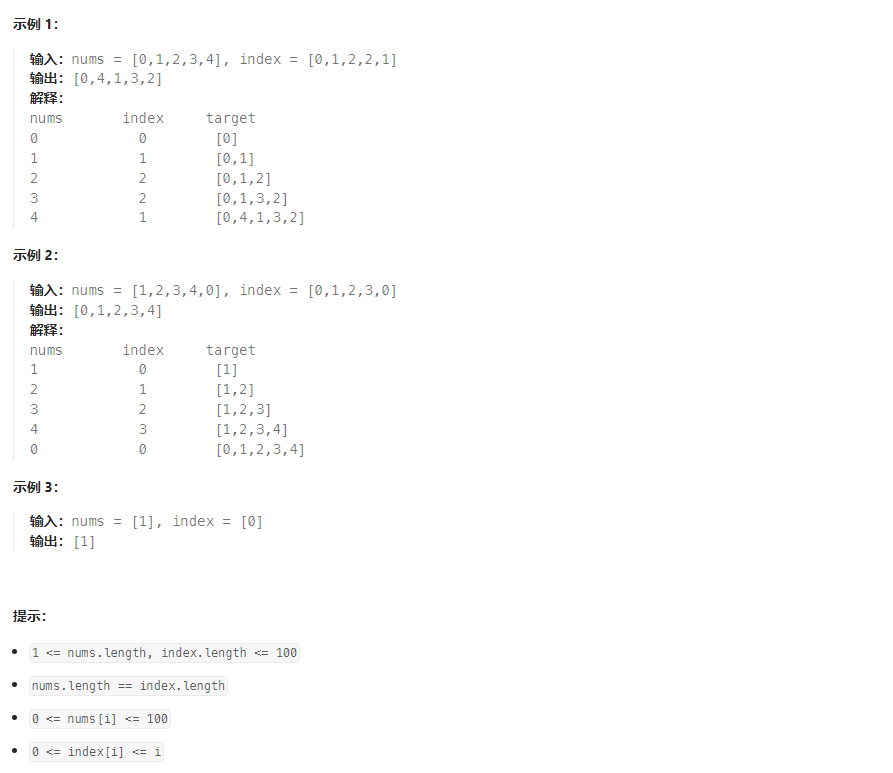 示例 1：
输入：nums = [0,1,2,3,4], index = [0,1,2,2,1]
输出：[0,4,1,3,2]
解释：
nums       index     target
0            0        [0]
1            1        [0,1]
2            2        [0,1,2]
3            2        [0,1,3,2]
4            1        [0,4,1,3,2]
示例 2：
输入：nums = [1,2,3,4,0], index = [0,1,2,3,0]
输出：[0,1,2,3,4]
解释：
nums       index     target
1            0        [1]
2            1        [1,2]
3            2        [1,2,3]
4            3        [1,2,3,4]
0            0        [0,1,2,3,4]
示例 3：
输入：nums = [1], index = [0]
输出：[1]
提示：
• 1 <= nums.length, index.length <= 100
• nums.length == index.length
• 0 <= nums[i] <= 100
• 0 <= index[i] <= i